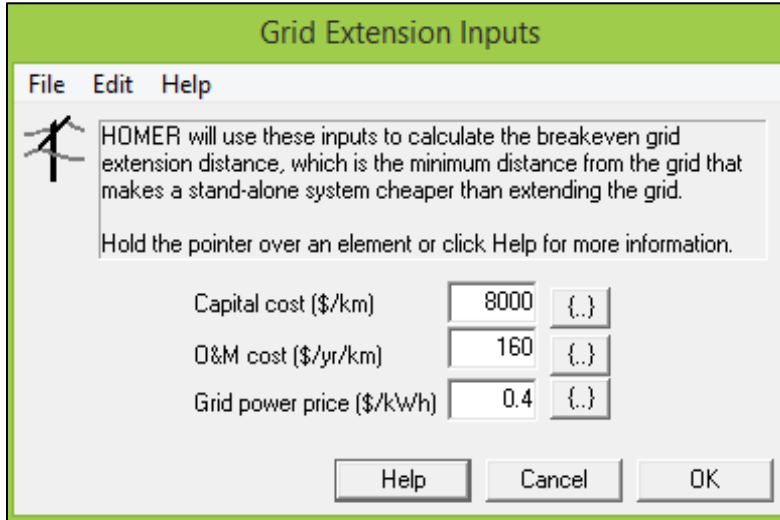 Grid Extension Inputs
File Edit Help
HOMER will use these inputs to calculate the breakeven grid
extension distance, which is the minimum distance from the grid that
makes a stand-alone system cheaper than extending the grid.
Hold the pointer over an element or click Help for more information.
Capital cost ($/km) 8000 {..}
O&M cost ($/yr/km) 160 {..}
Grid power price ($/kWh) 0.4 {..}
Help Cancel OK